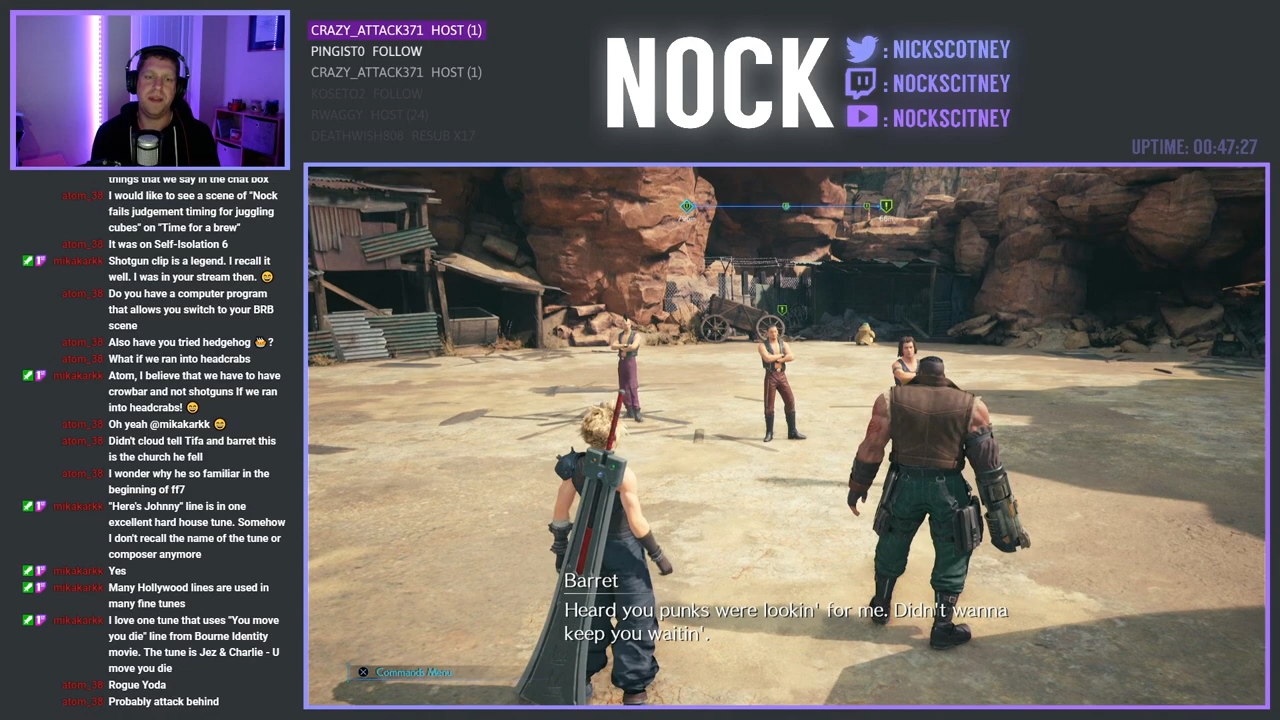 CRAZY_ATTACK371 HOST (1)
PINGIST0 FOLLOW
CRAZY_ATTACK371 HOST (1)
KOSETO2 FOLLOW
RWAGGY HOST (24)
DEATHWISH808 RESUB X17
NOCK
: NICKSCOTNEY
: NOCKSCITNEY
: NOCKSCITNEY
UPTIME: 00:47:27
things that we say in the chat box
atom_38 I would like to see a scene of "Nock
fails judgement timing for juggling
cubes" on "Time for a brew"
atom_38 It was on Self-Isolation 6
mikakarkk Shotgun clip is a legend. I recall it
well. I was in your stream then. 😊
atom_38 Do you have a computer program
that allows you switch to your BRB
scene
atom_38 Also have you tried hedgehog 🍰?
atom_38 What if we ran into headcrabs
mikakarkk Atom, I believe that we have to have
crowbar and not shotguns If we ran
into headcrabs! 😊
atom_38 Oh yeah @mikakarkk 😊
atom_38 Didn't cloud tell Tifa and barret this
is the church he fell
atom_38 I wonder why he so familiar in the
beginning of ff7
mikakarkk "Here's Johnny" line is in one
excellent hard house tune. Somehow
I don't recall the name of the tune or
composer anymore
mikakarkk Yes
mikakarkk Many Hollywood lines are used in
many fine tunes
mikakarkk I love one tune that uses "You move
you die" line from Bourne Identity
movie. The tune is Jez & Charlie - U
move you die
atom_38 Rogue Yoda
atom_38 Probably attack behind
Barret
Heard you punks were lookin' for me. Didn't wanna
keep you waitin'.
Commands Menu